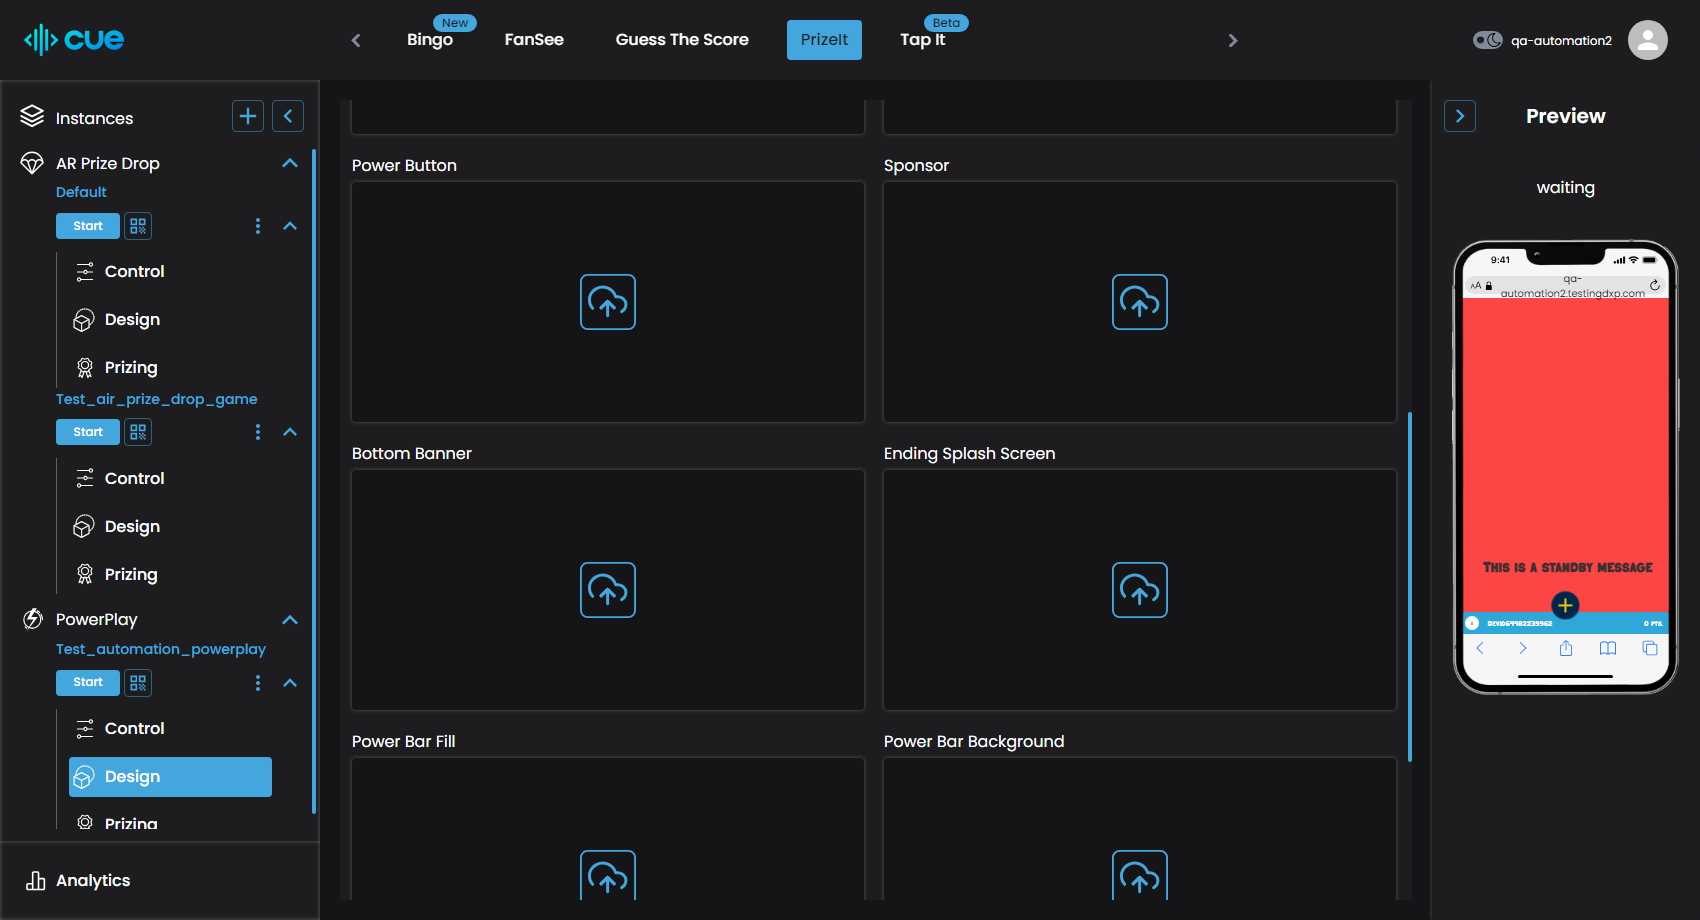 cue
New
Bingo
FanSee
Guess The Score
PrizeIt
Beta
Tap It
qa-automation2
Instances
AR Prize Drop
Default
Start
Control
Design
Prizing
Test_air_prize_drop_game
Start
Control
Design
Prizing
PowerPlay
Test_automation_powerplay
Start
Control
Design
Prizing
Analytics
Power Button
Sponsor
Bottom Banner
Ending Splash Screen
Power Bar Fill
Power Bar Background
Preview
waiting
9:41
AA
qa-
automation2.testingdxp.com
This is a standby message
0 PTS.